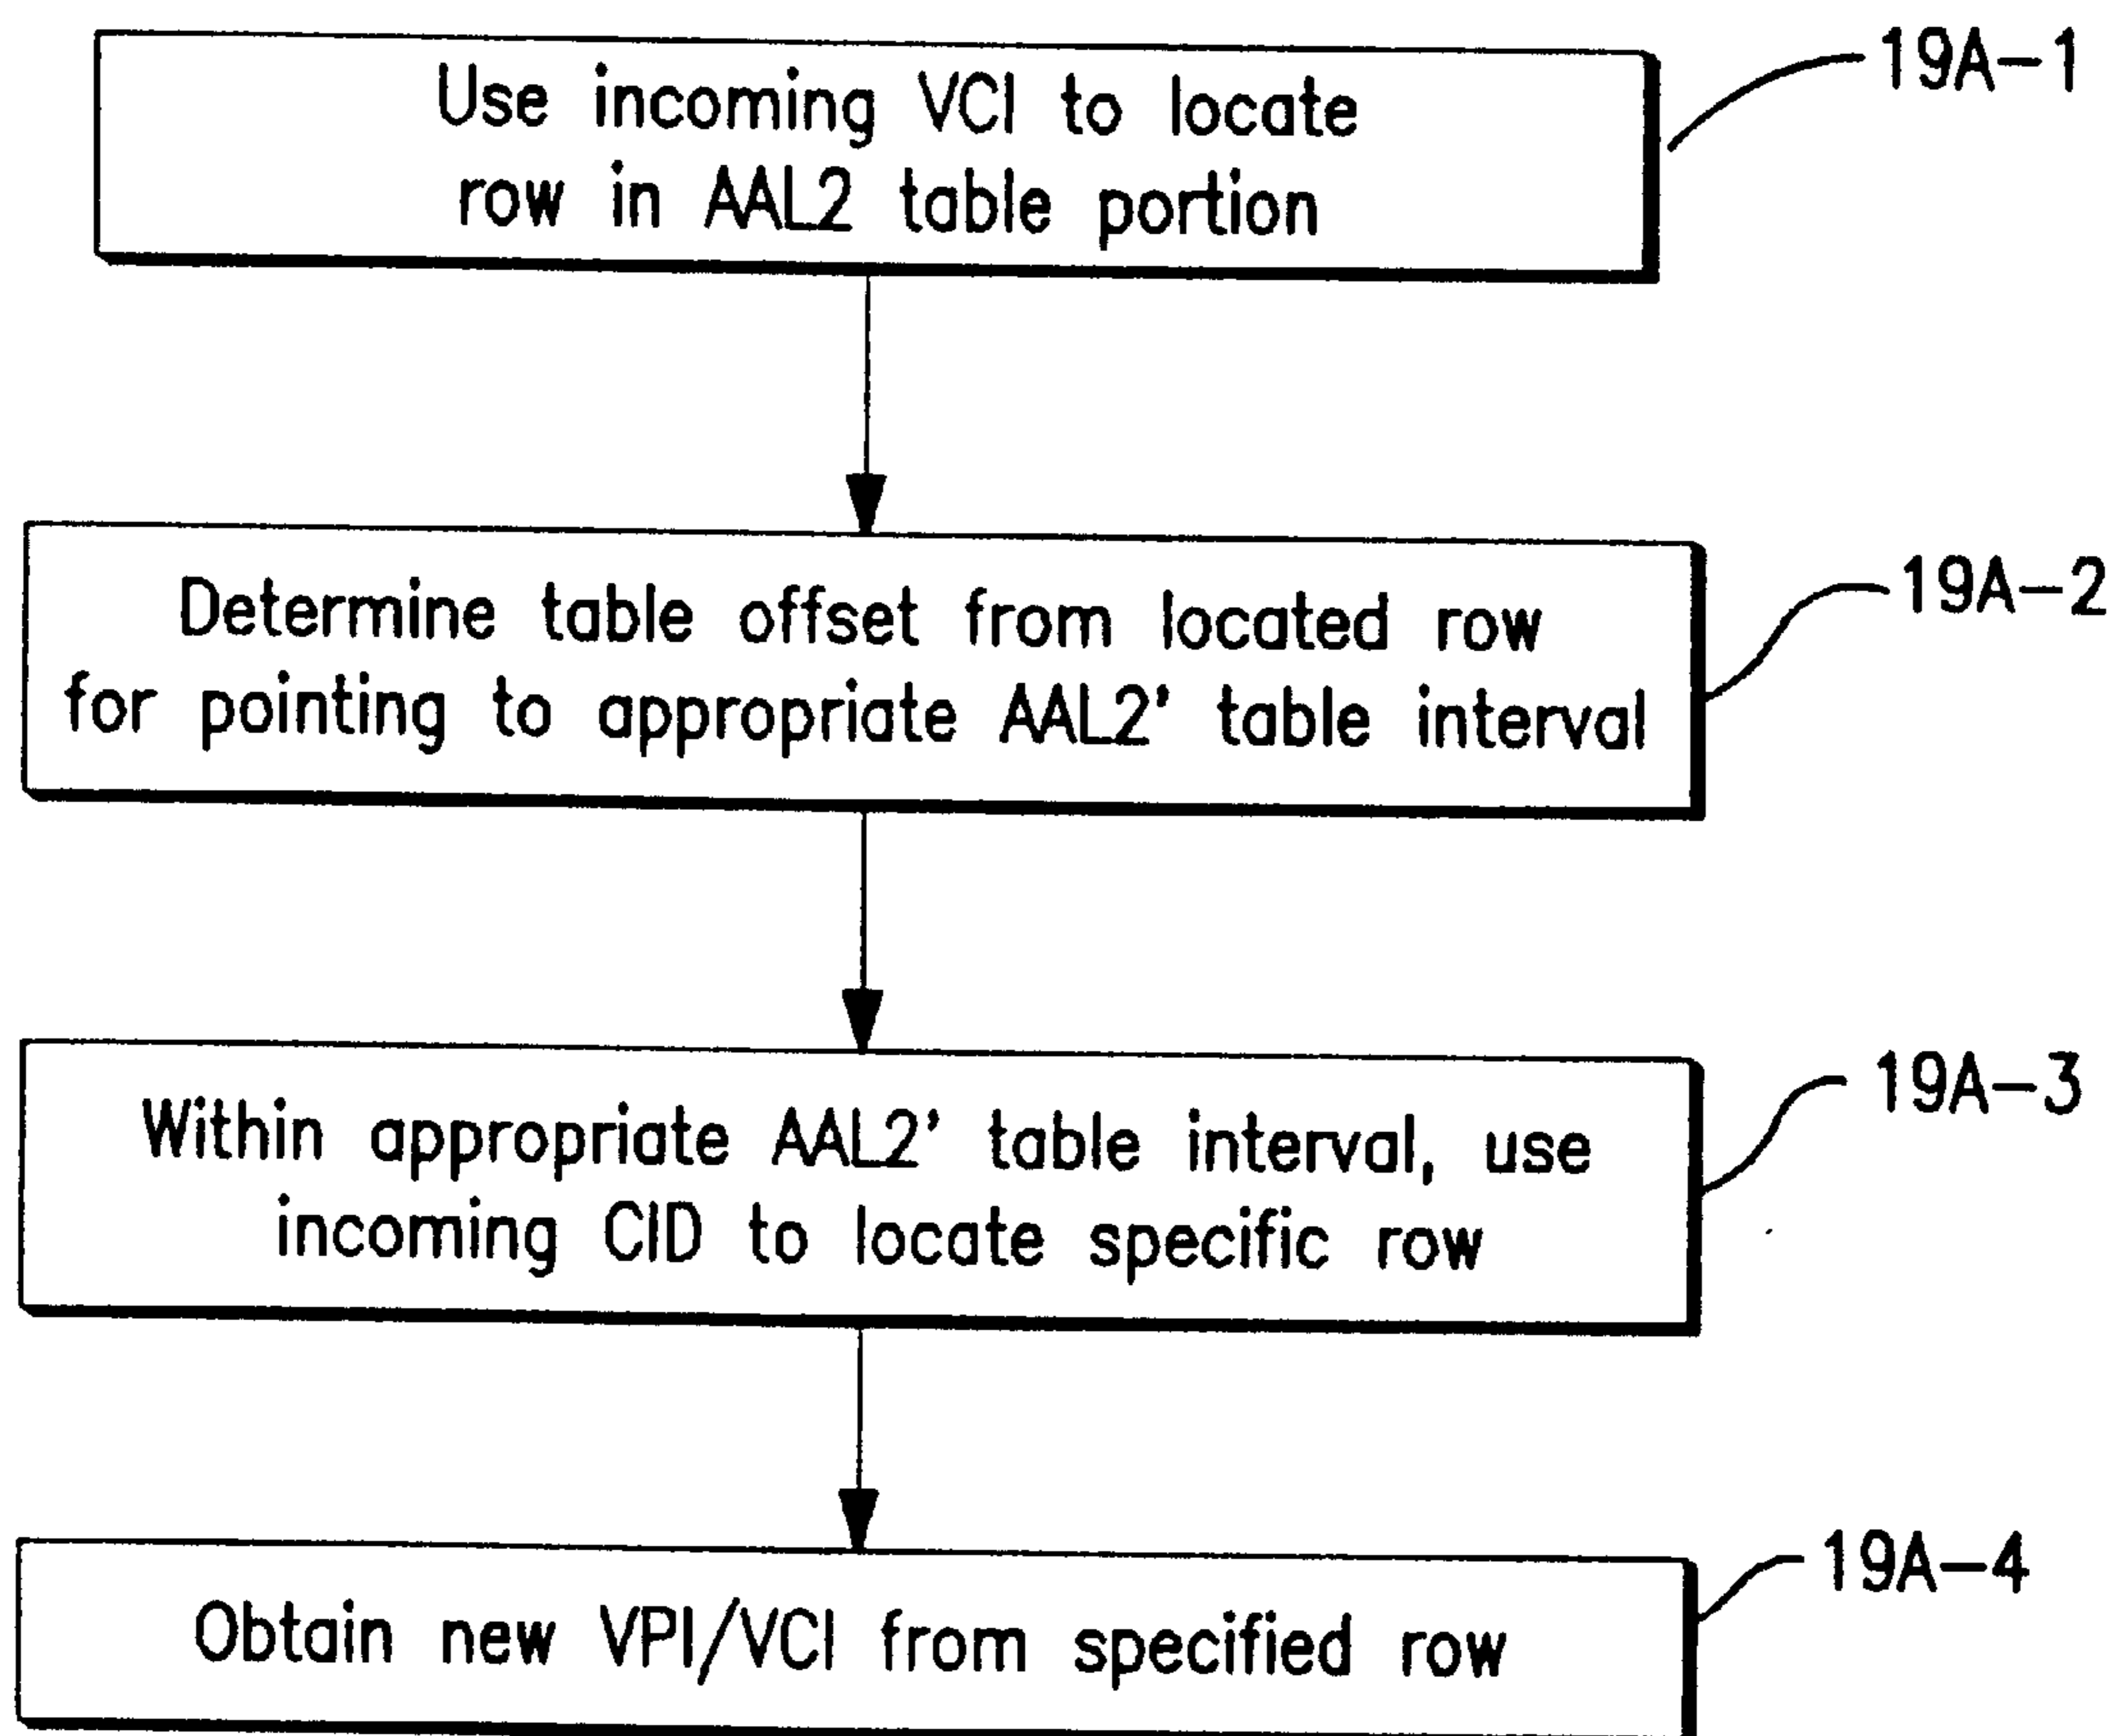 Use incoming VCI to locate
row in AAL2 table portion
19A-1
Determine table offset from located row
for pointing to appropriate AAL2' table interval
19A-2
Within appropriate AAL2' table interval, use
incoming CID to locate specific row
19A-3
Obtain new VPI/VCI from specified row
19A-4